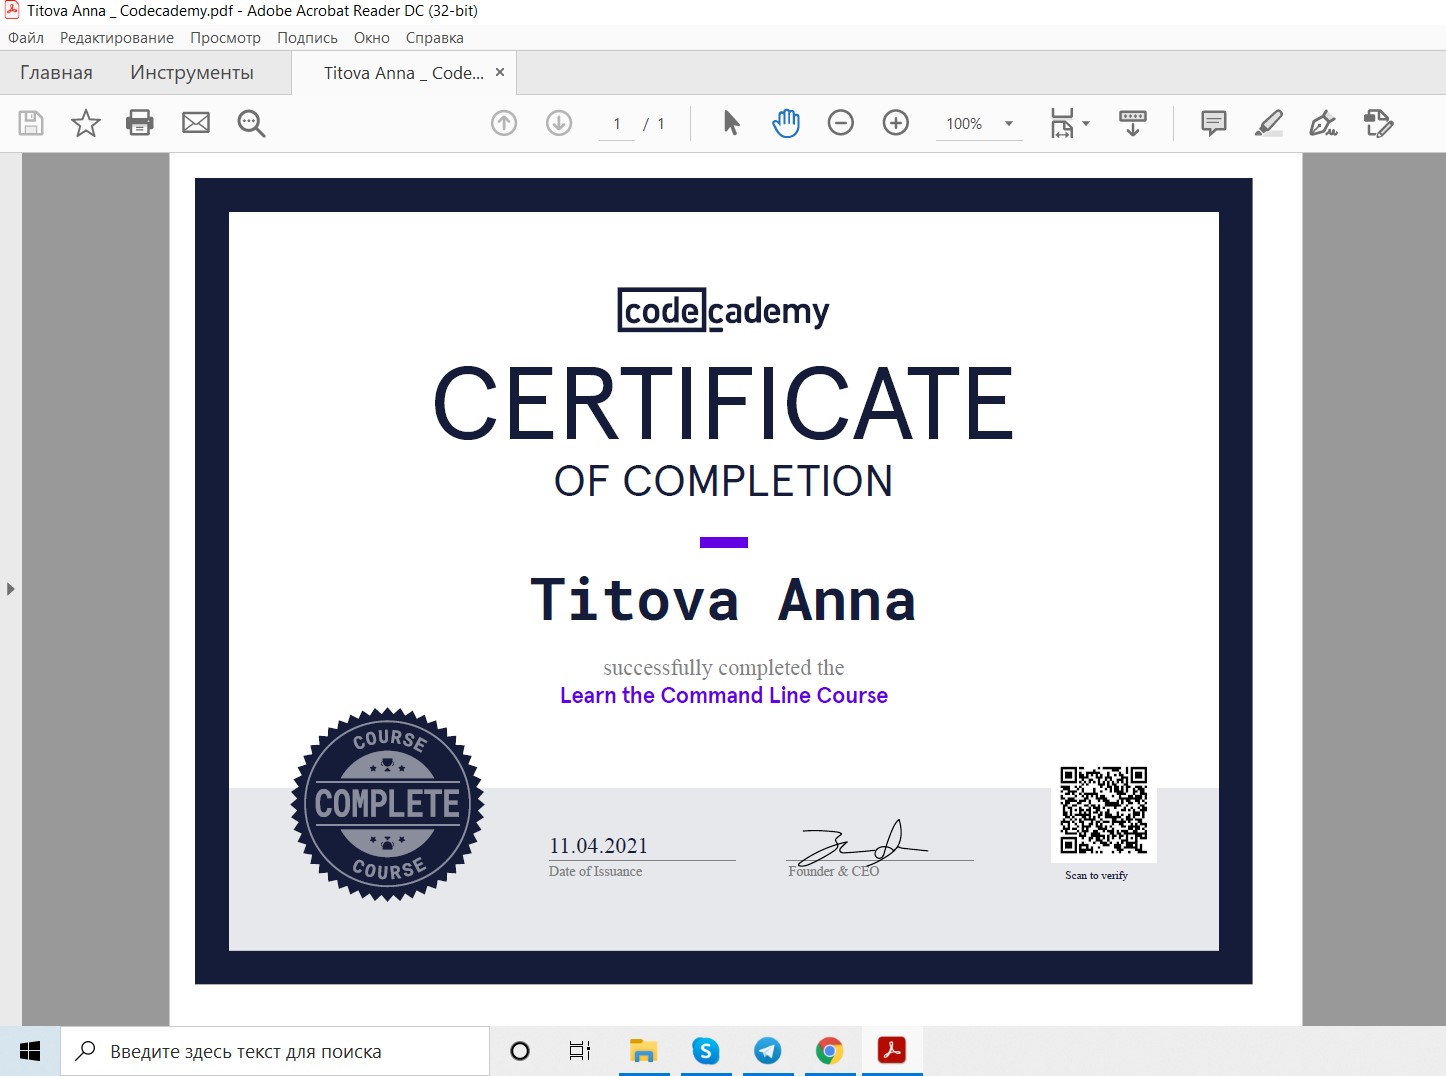 Titova Anna _ Codecademy.pdf - Adobe Acrobat Reader DC (32-bit)
Файл Редактирование Просмотр Подпись Окно Справка
Главная Инструменты Titova Anna _ Code... ×
1 / 1 100%
codecademy
CERTIFICATE
OF COMPLETION
Titova Anna
successfully completed the
Learn the Command Line Course
COURSE
COMPLETE
COURSE
11.04.2021
Date of Issuance
Founder & CEO
Scan to verify
Введите здесь текст для поиска